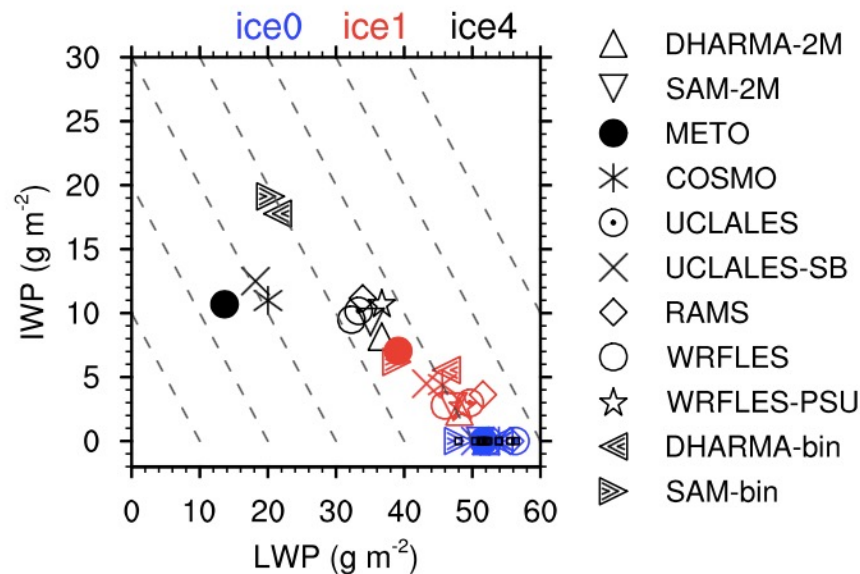 ice0 ice1 ice4
30
25
20
15
10
5
0
IWP (g m⁻²)
0 10 20 30 40 50 60
LWP (g m⁻²)
DHARMA-2M
SAM-2M
METO
COSMO
UCLALES
UCLALES-SB
RAMS
WRFLES
WRFLES-PSU
DHARMA-bin
SAM-bin